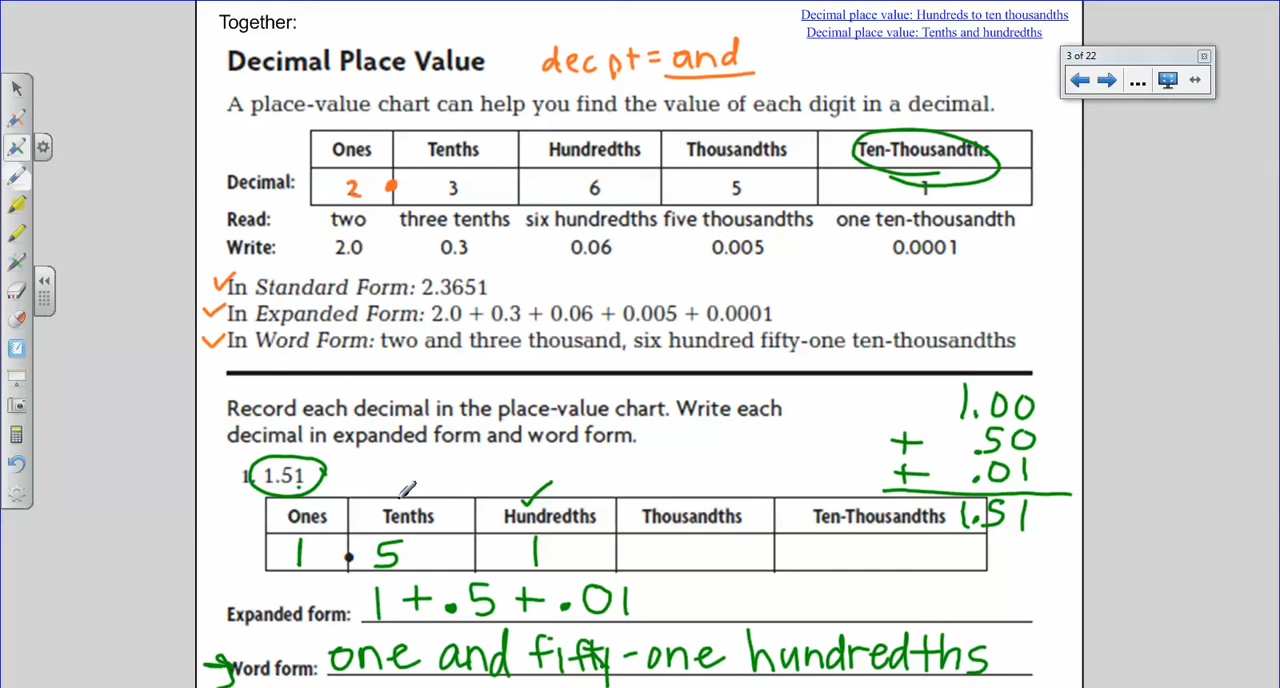 Together:
Decimal place value: Hundreds to ten thousandths
Decimal place value: Tenths and hundredths
3 of 22
Decimal Place Value
dec pt = and
A place-value chart can help you find the value of each digit in a decimal.
Ones Tenths Hundredths Thousandths Ten-Thousandths
Decimal: 2 . 3 6 5 1
Read: two three tenths six hundredths five thousandths one ten-thousandth
Write: 2.0 0.3 0.06 0.005 0.0001
In Standard Form: 2.3651
In Expanded Form: 2.0 + 0.3 + 0.06 + 0.005 + 0.0001
In Word Form: two and three thousand, six hundred fifty-one ten-thousandths
Record each decimal in the place-value chart. Write each
decimal in expanded form and word form.
1.00
+ .50
+ .01
1.51
1. 1.51
Ones Tenths Hundredths Thousandths Ten-Thousandths
1 . 5 1
Expanded form: 1 + .5 + .01
Word form: one and fifty-one hundredths